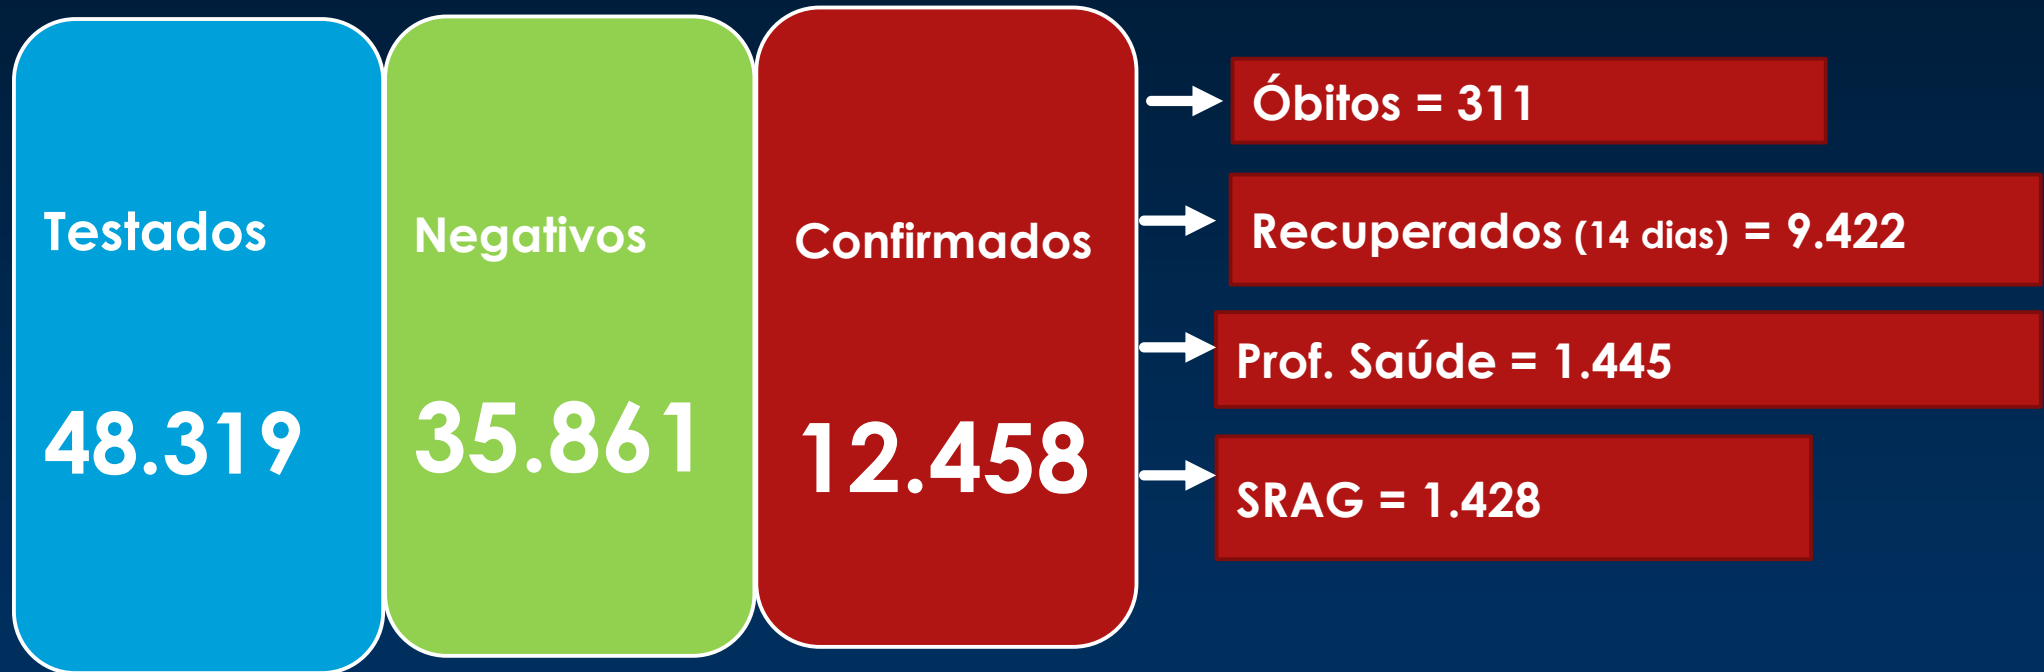 Testados
48.319
Negativos
35.861
Confirmados
12.458
Óbitos = 311
Recuperados (14 dias) = 9.422
Prof. Saúde = 1.445
SRAG = 1.428